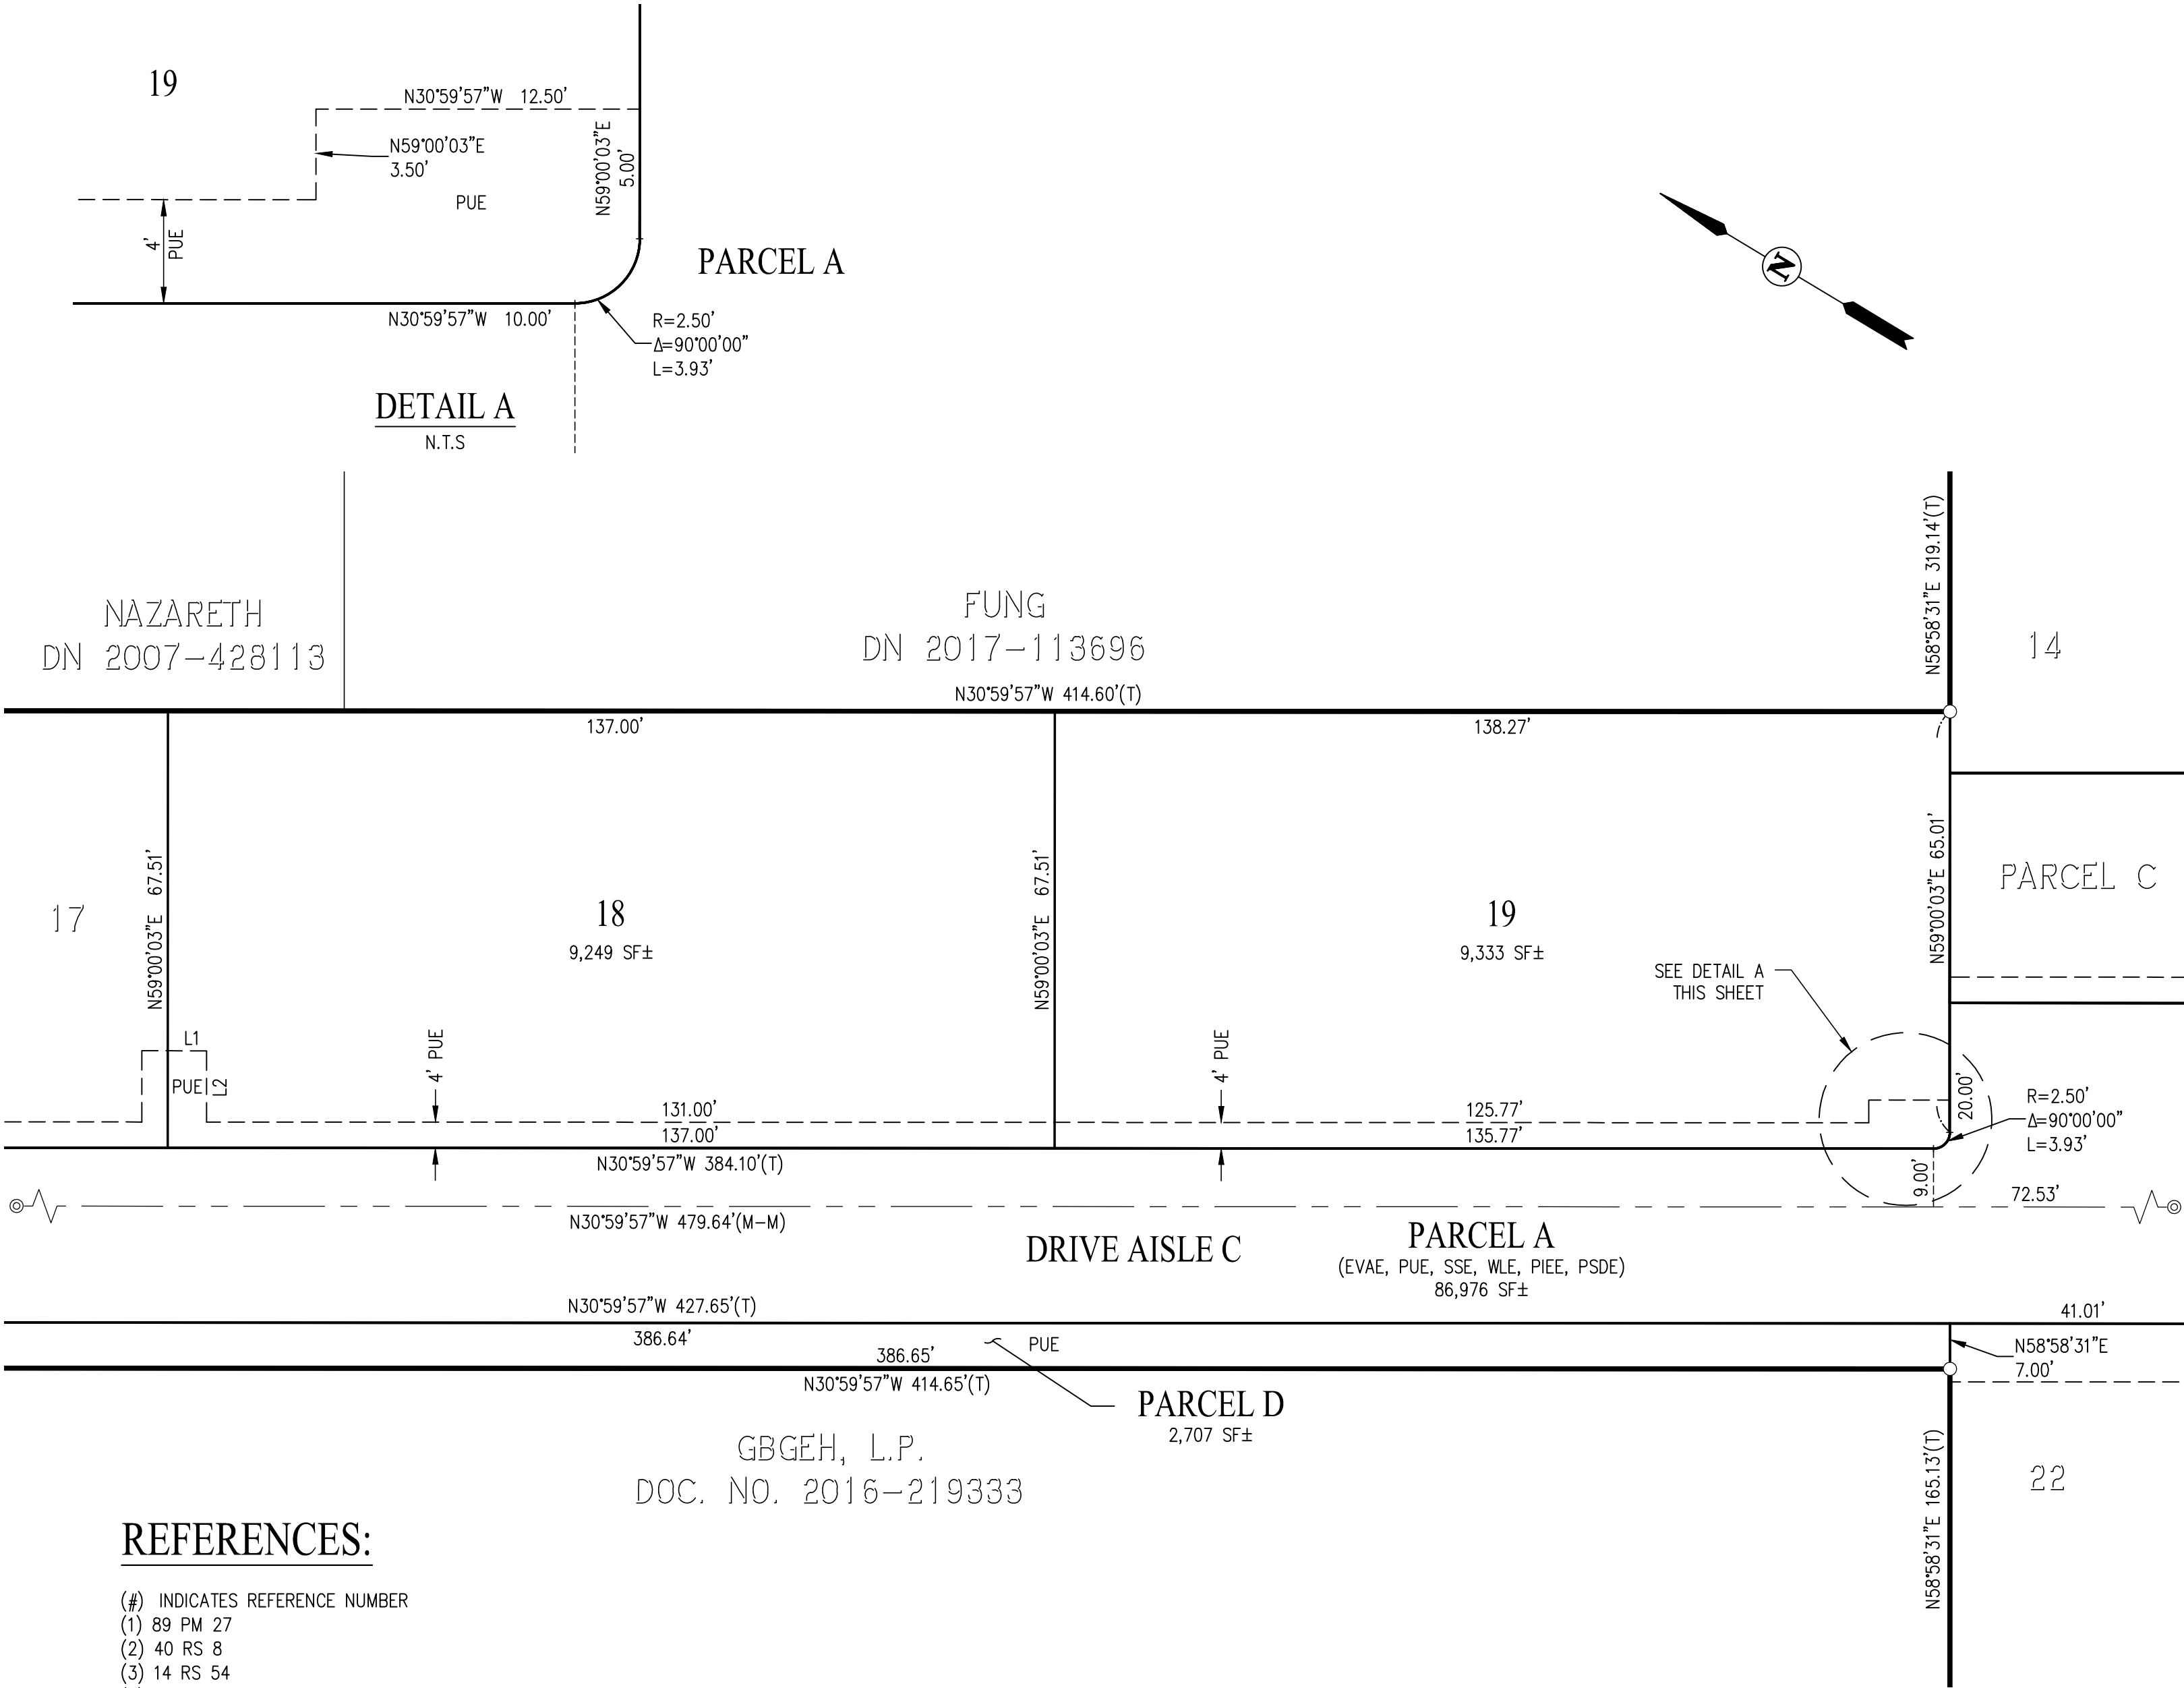 19
N30°59'57"W 12.50'
N59°00'03"E
3.50'
N59°00'03"E
5.00'
PUE
4'
PUE
PARCEL A
N30°59'57"W 10.00'
R=2.50'
Δ=90°00'00"
L=3.93'
DETAIL A
N.T.S
N
NAZARETH
DN 2007-428113
FUNG
DN 2017-113696
N58°58'31"E 319.14'(T)
14
N30°59'57"W 414.60'(T)
137.00'
138.27'
17
N59°00'03"E 67.51'
18
9,249 SF±
N59°00'03"E 67.51'
19
9,333 SF±
N59°00'03"E 65.01'
PARCEL C
SEE DETAIL A
THIS SHEET
L1
PUE
L2
4' PUE
4' PUE
131.00'
137.00'
125.77'
135.77'
20.00'
R=2.50'
Δ=90°00'00"
L=3.93'
N30°59'57"W 384.10'(T)
9.00'
72.53'
N30°59'57"W 479.64'(M-M)
DRIVE AISLE C
PARCEL A
(EVAE, PUE, SSE, WLE, PIEE, PSDE)
86,976 SF±
N30°59'57"W 427.65'(T)
41.01'
386.64'
386.65'
PUE
N58°58'31"E
7.00'
N30°59'57"W 414.65'(T)
PARCEL D
2,707 SF±
GBGEH, L.P.
DOC. NO. 2016-219333
N58°58'31"E 165.13'(T)
22
REFERENCES:
(#) INDICATES REFERENCE NUMBER
(1) 89 PM 27
(2) 40 RS 8
(3) 14 RS 54